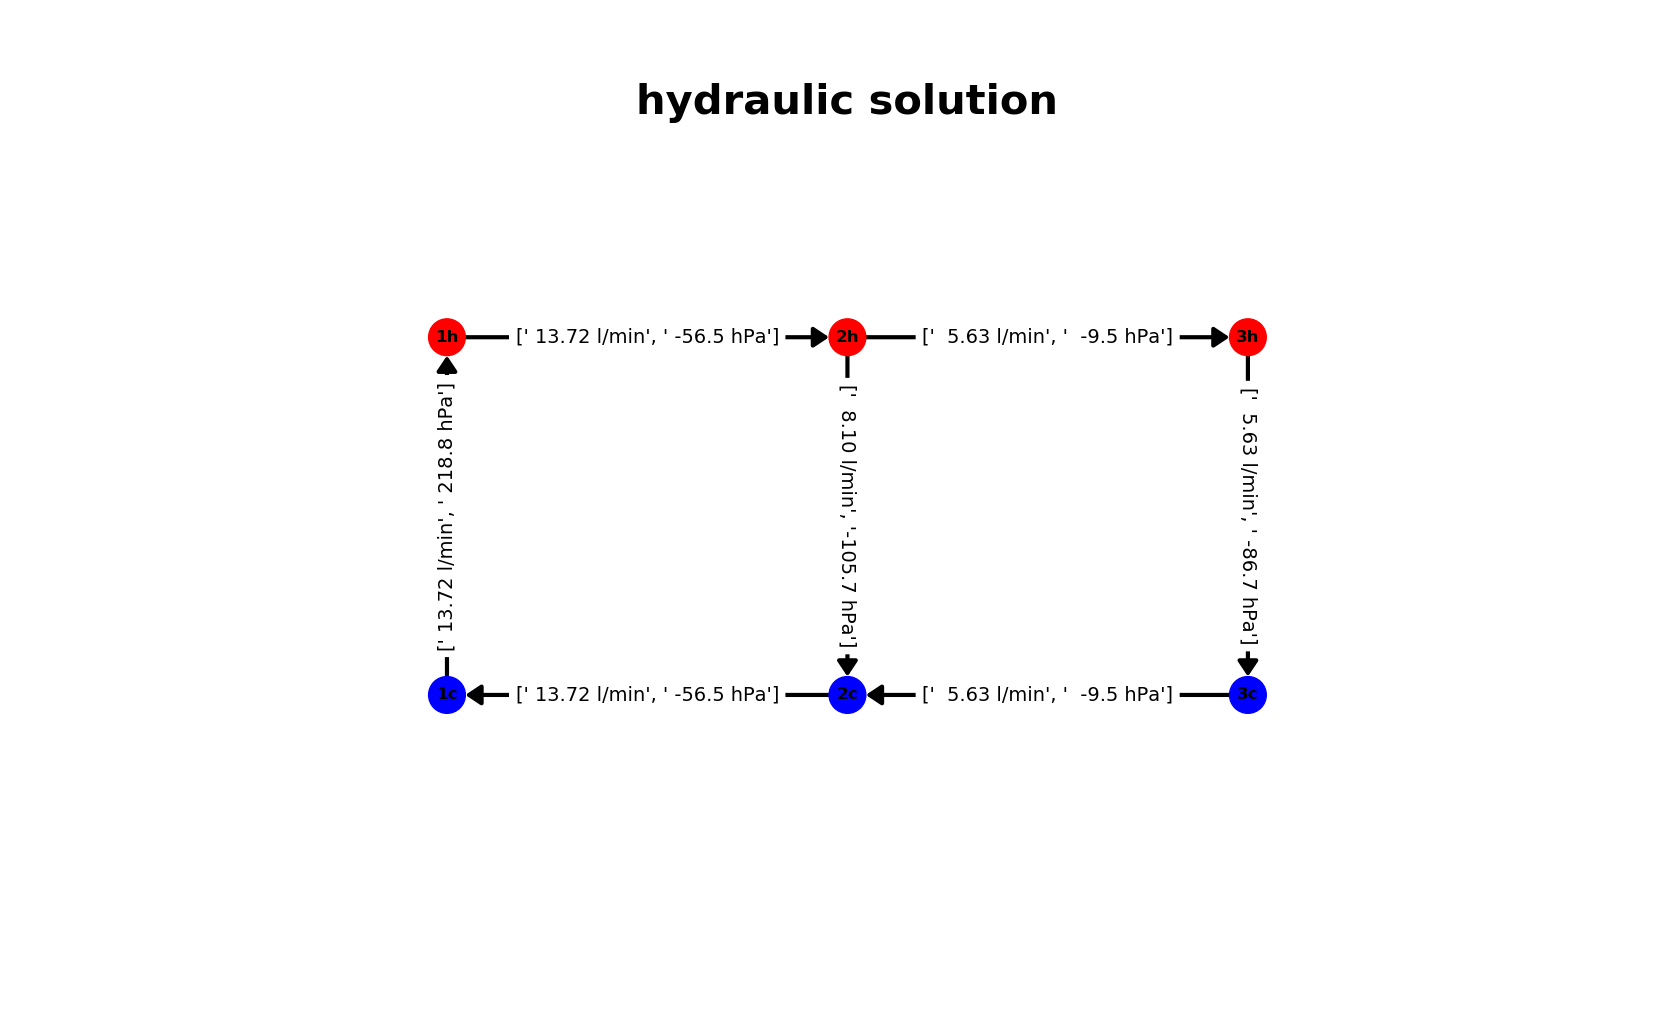 hydraulic solution
1h
[' 13.72 l/min', ' -56.5 hPa']
2h
['  5.63 l/min', '  -9.5 hPa']
3h
[' 13.72 l/min', ' 218.8 hPa']
['  8.10 l/min', '-105.7 hPa']
['  5.63 l/min', ' -86.7 hPa']
1c
[' 13.72 l/min', ' -56.5 hPa']
2c
['  5.63 l/min', '  -9.5 hPa']
3c